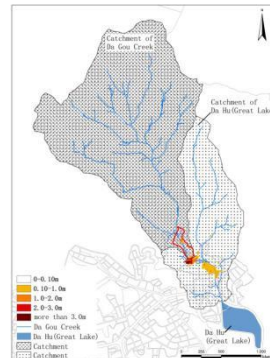 Catchment of
Da Gou Creek
N
Catchment of
Da Hu(Great Lake)
0-0.10m
0.10-1.0m
1.0-2.0m
2.0-3.0m
more than 3.0m
Da Gou Creek
Da Hu(Great Lake)
Catchment
Catchment
Da Hu
(Great Lake)